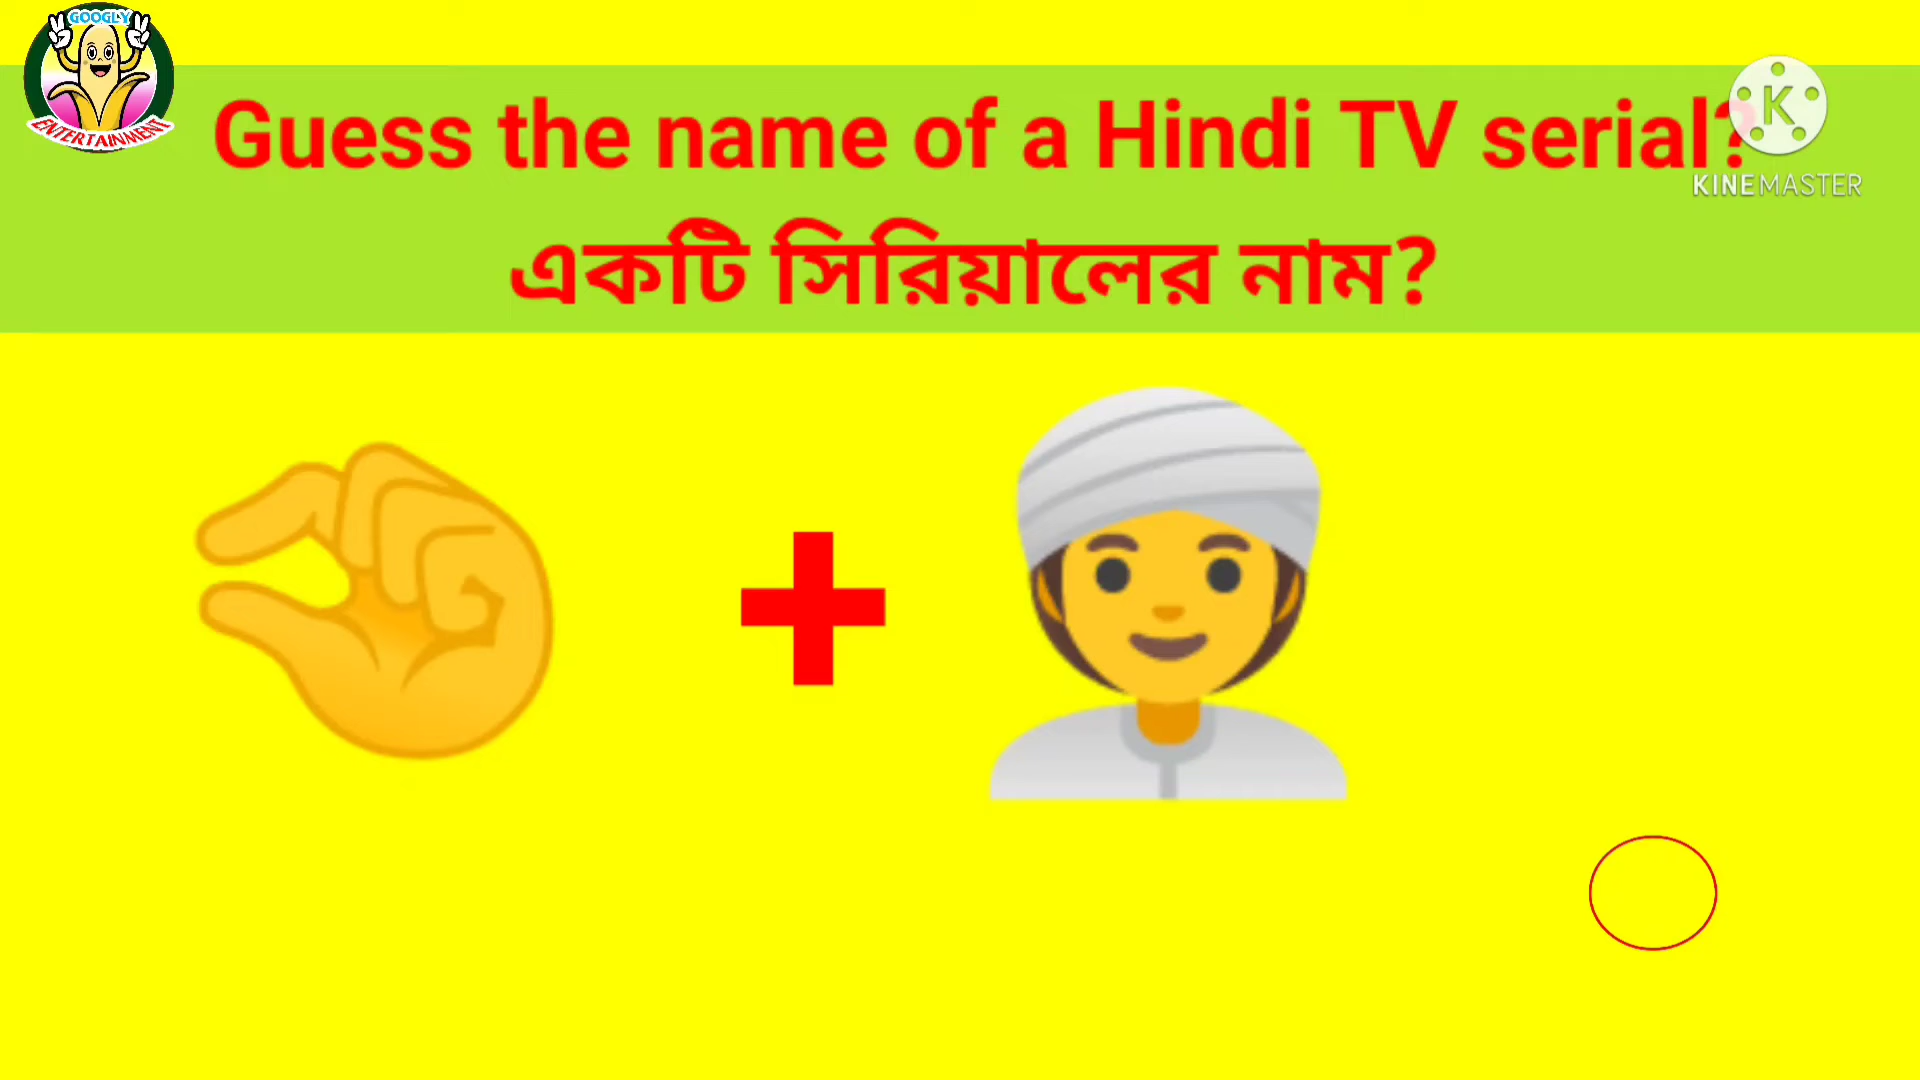 GOOGLY
ENTERTAINMENT
Guess the name of a Hindi TV serial?
K
KINEMASTER
একটি সিরিয়ালের নাম?